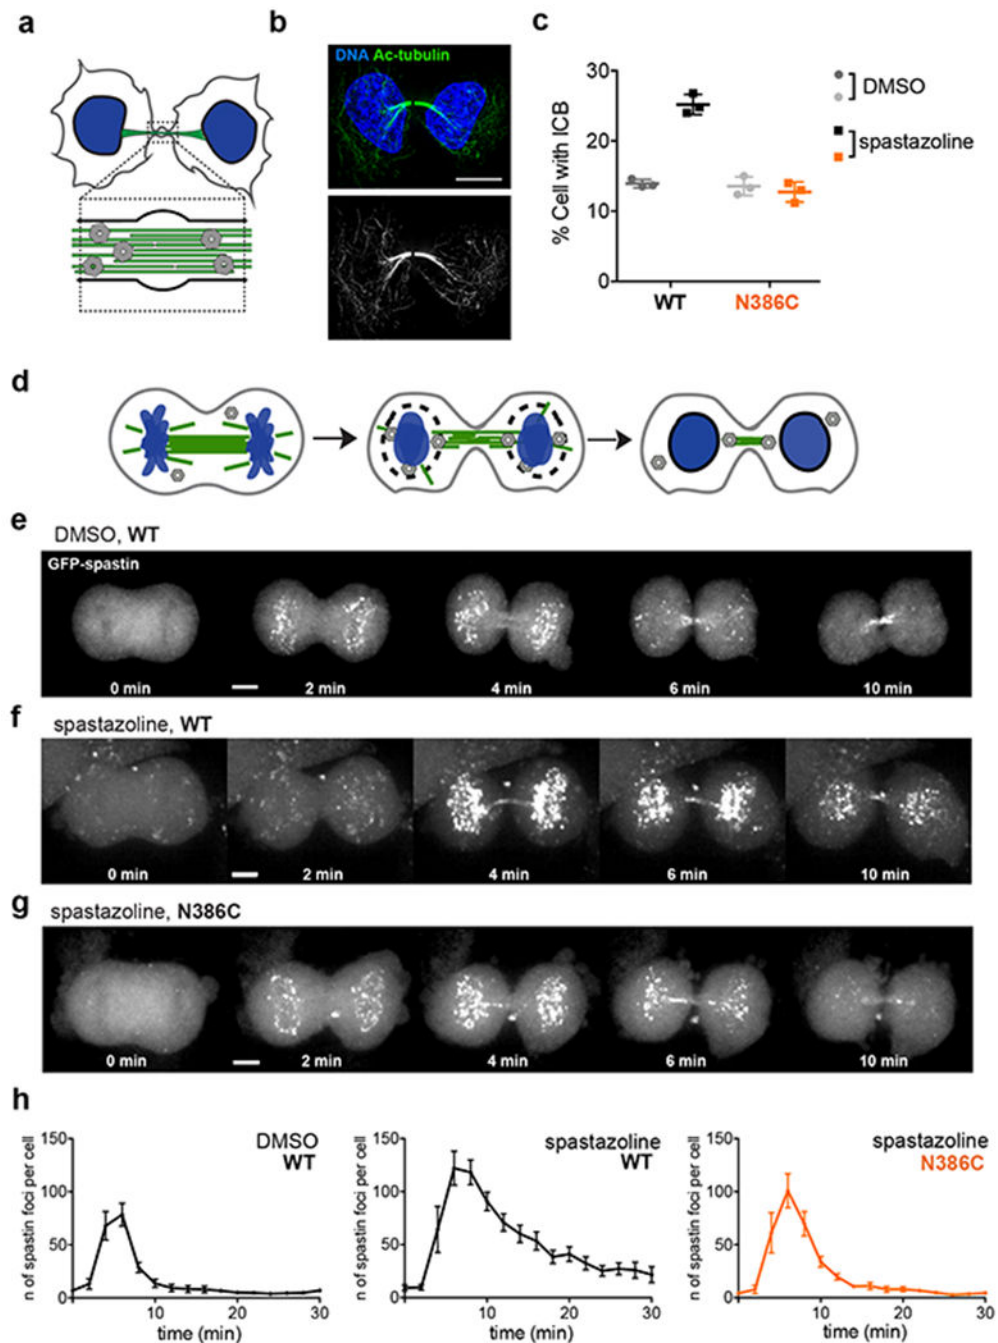 a
b
DNA Ac-tubulin
c
% Cell with ICB
30
20
10
0
WT
N386C
DMSO
spastazoline
d
e
DMSO, WT
GFP-spastin
0 min
2 min
4 min
6 min
10 min
f
spastazoline, WT
0 min
2 min
4 min
6 min
10 min
g
spastazoline, N386C
0 min
2 min
4 min
6 min
10 min
h
n of spastin foci per cell
150
100
50
0
10
20
30
time (min)
DMSO
WT
n of spastin foci per cell
150
100
50
0
10
20
30
time (min)
spastazoline
WT
n of spastin foci per cell
150
100
50
0
10
20
30
time (min)
spastazoline
N386C